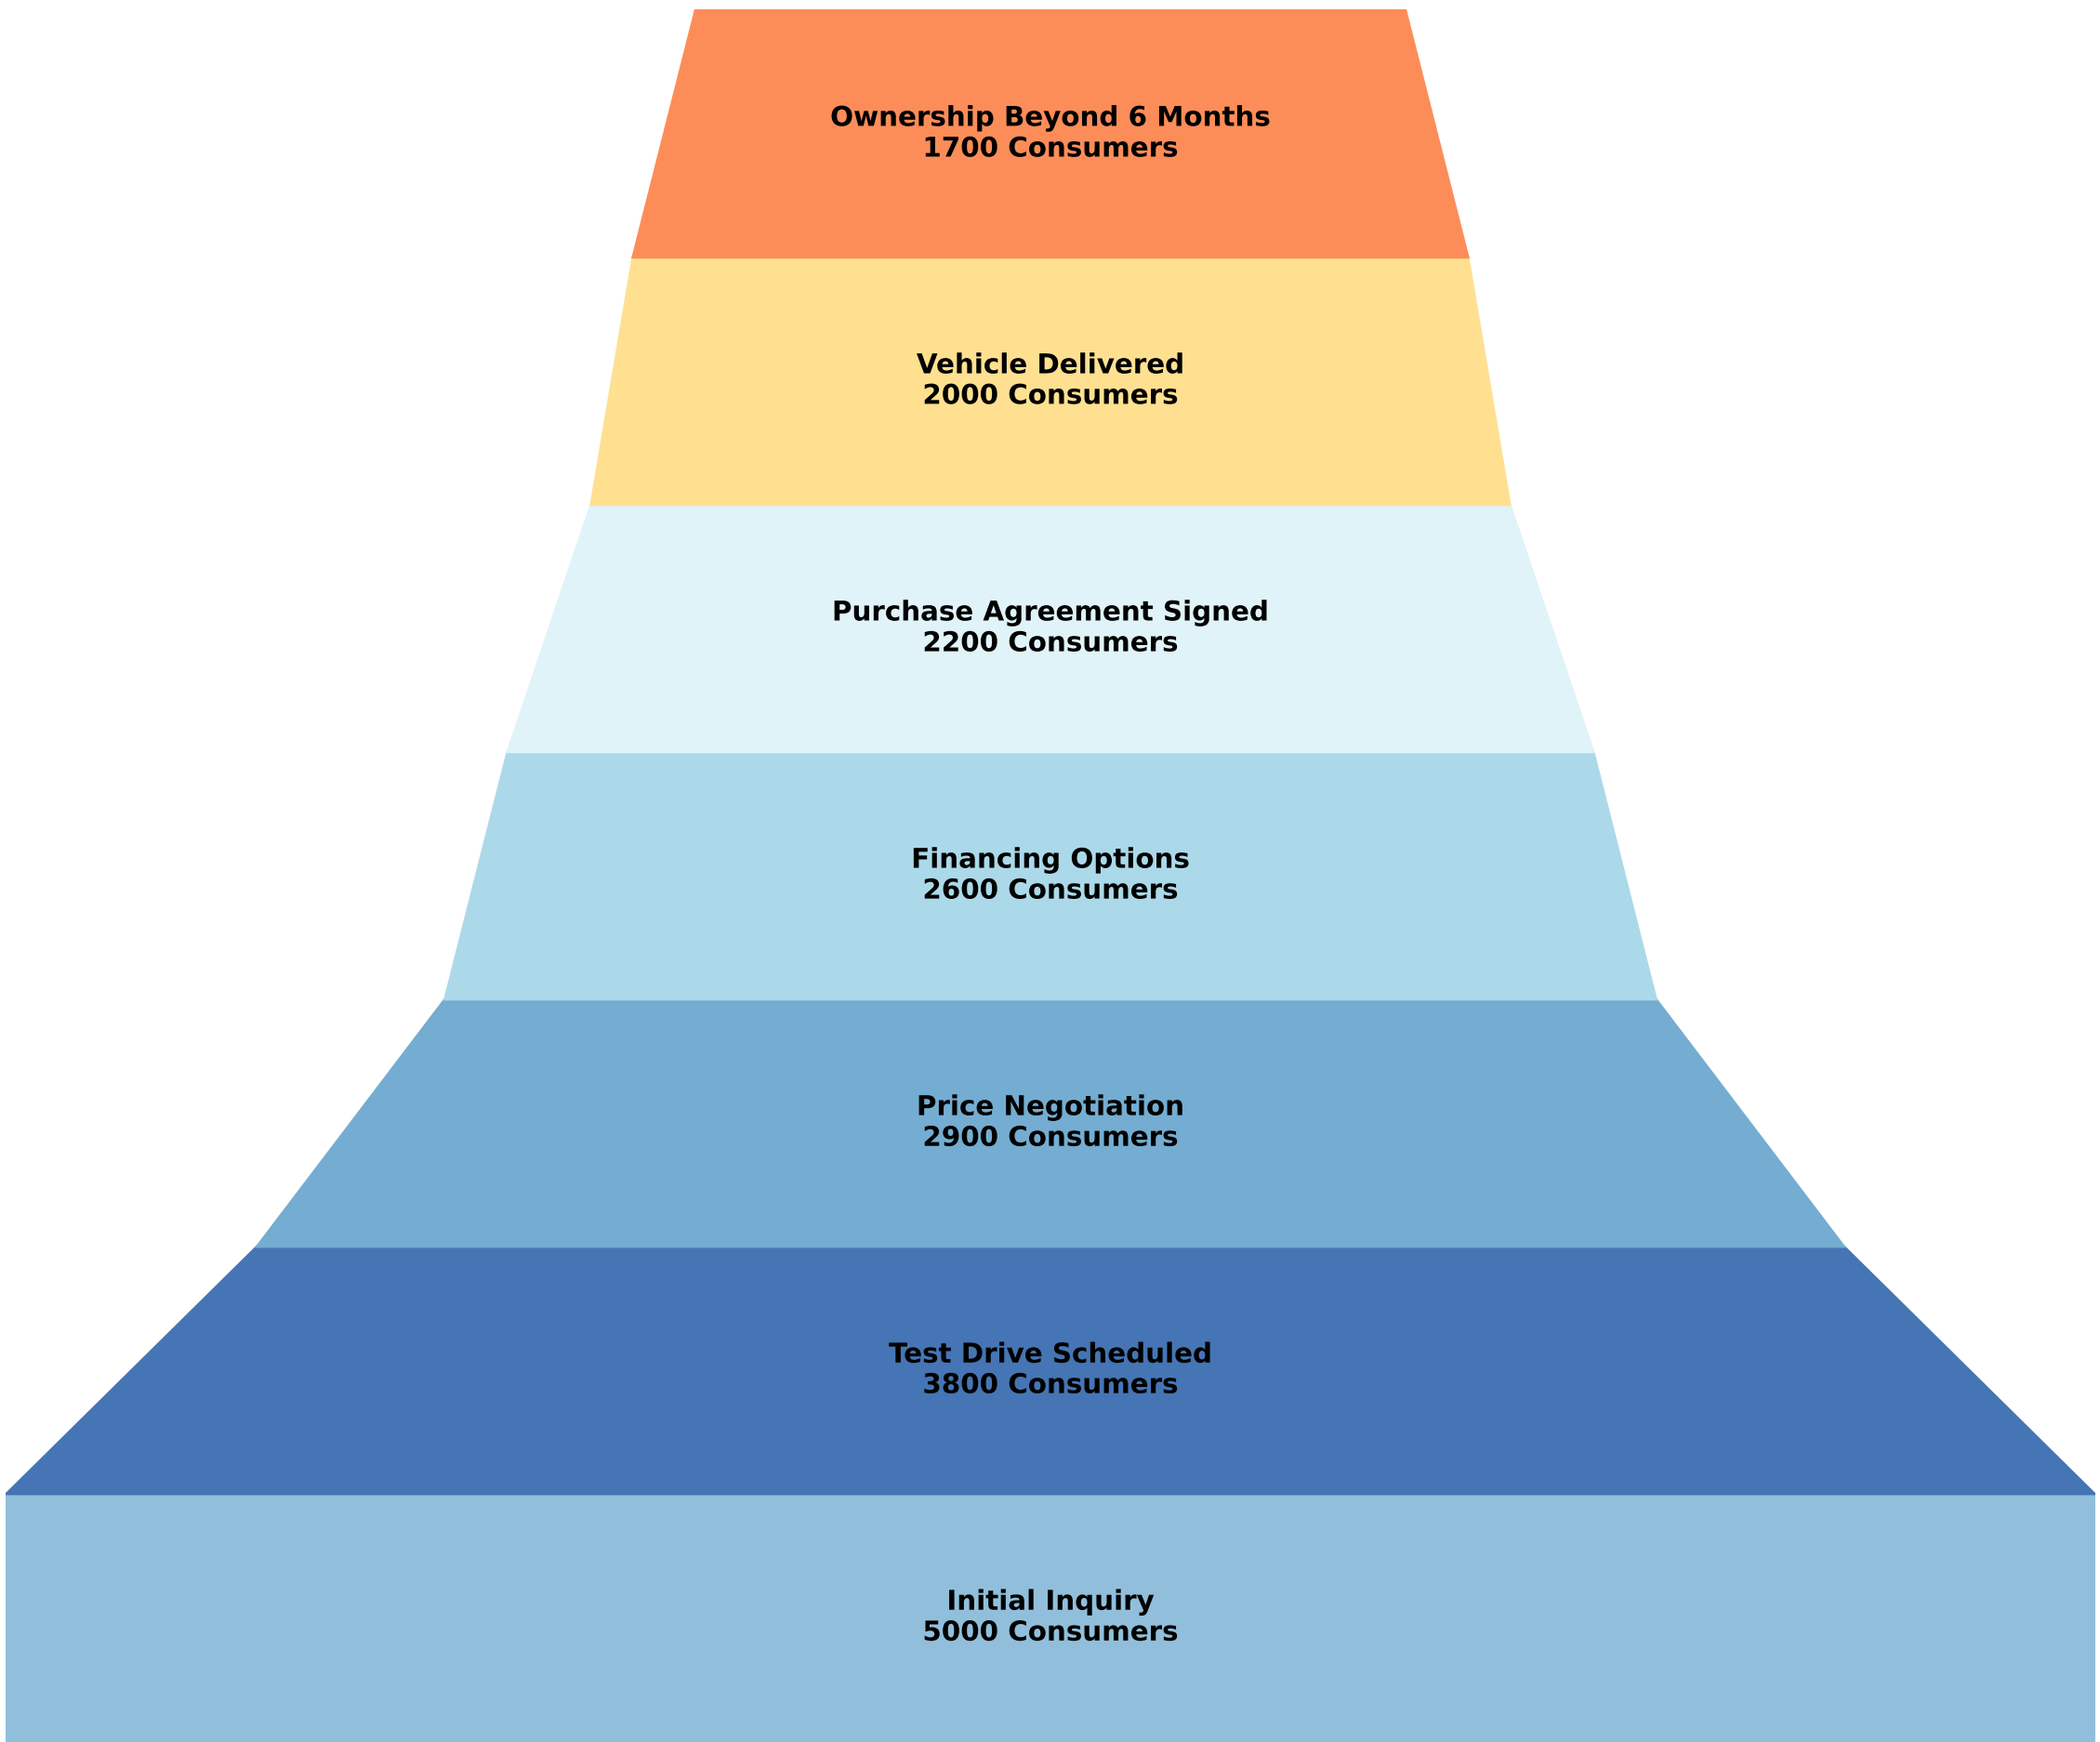 Ownership Beyond 6 Months
1700 Consumers
Vehicle Delivered
2000 Consumers
Purchase Agreement Signed
2200 Consumers
Financing Options
2600 Consumers
Price Negotiation
2900 Consumers
Test Drive Scheduled
3800 Consumers
Initial Inquiry
5000 Consumers